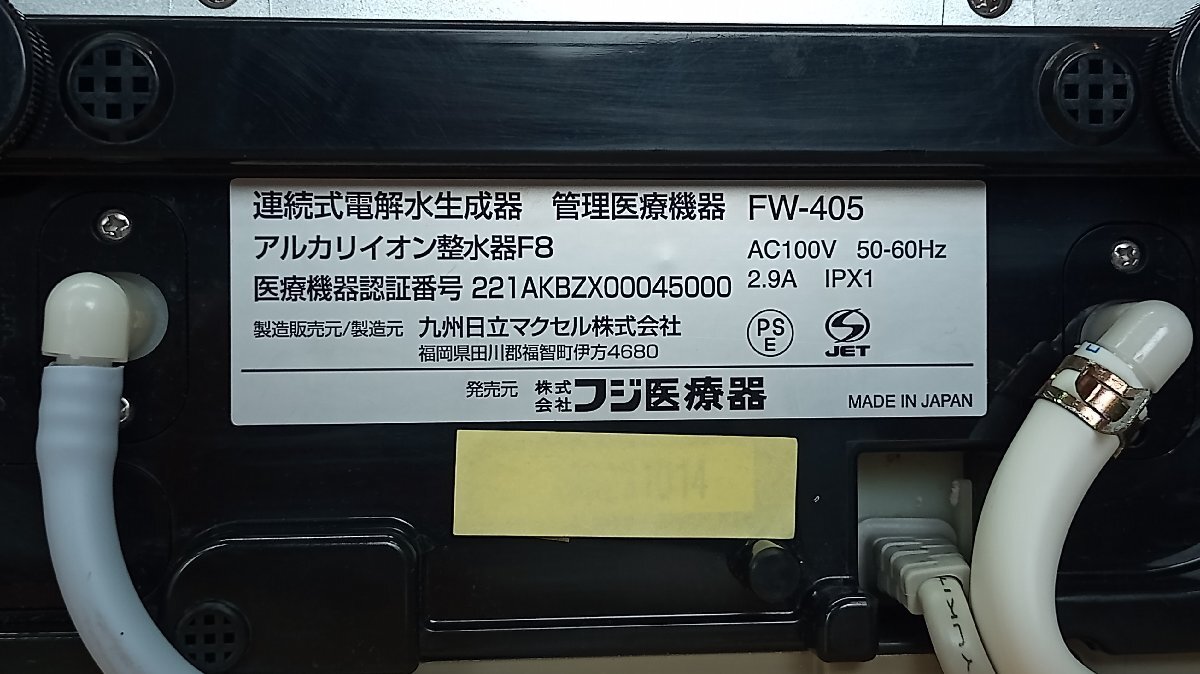 連続式電解水生成器 管理医療機器 FW-405
アルカリイオン整水器F8 AC100V 50-60Hz
医療機器認証番号 221AKBZX00045000 2.9A IPX1
製造販売元/製造元 九州日立マクセル株式会社
福岡県田川郡福智町伊方4680
PS
E
JET
発売元 株式会社 フジ医療器 MADE IN JAPAN